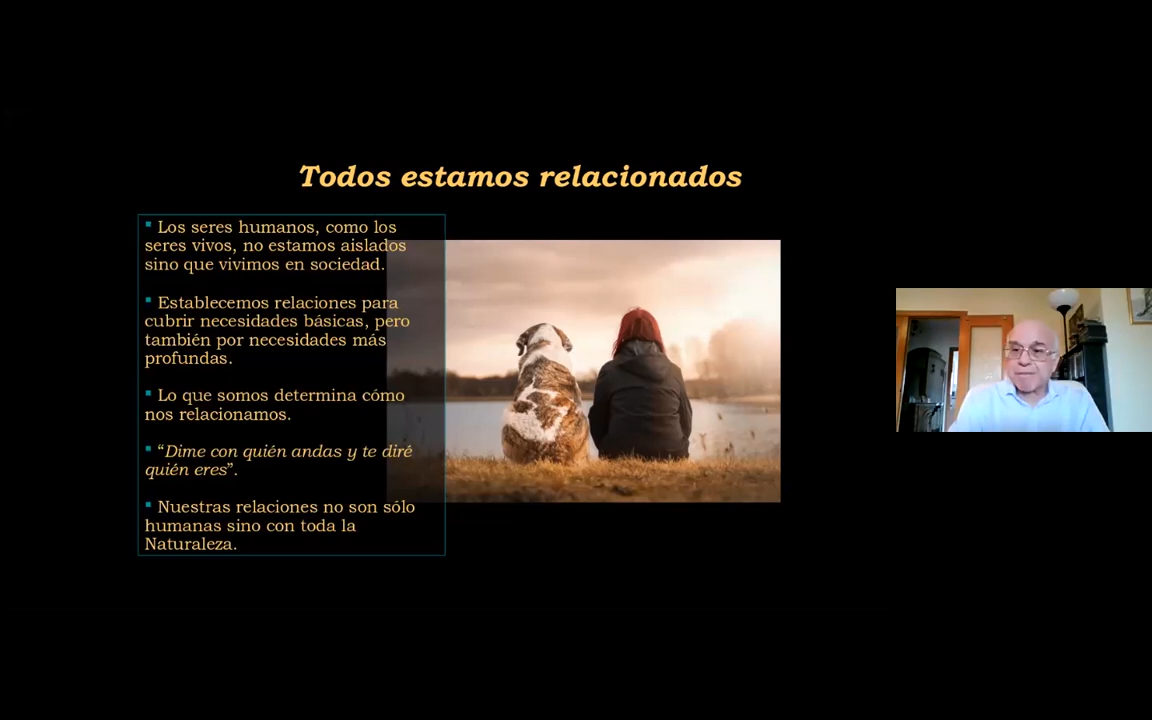 Todos estamos relacionados
▪ Los seres humanos, como los
seres vivos, no estamos aislados
sino que vivimos en sociedad.
▪ Establecemos relaciones para
cubrir necesidades básicas, pero
también por necesidades más
profundas.
▪ Lo que somos determina cómo
nos relacionamos.
▪ “Dime con quién andas y te diré
quién eres”.
▪ Nuestras relaciones no son sólo
humanas sino con toda la
Naturaleza.